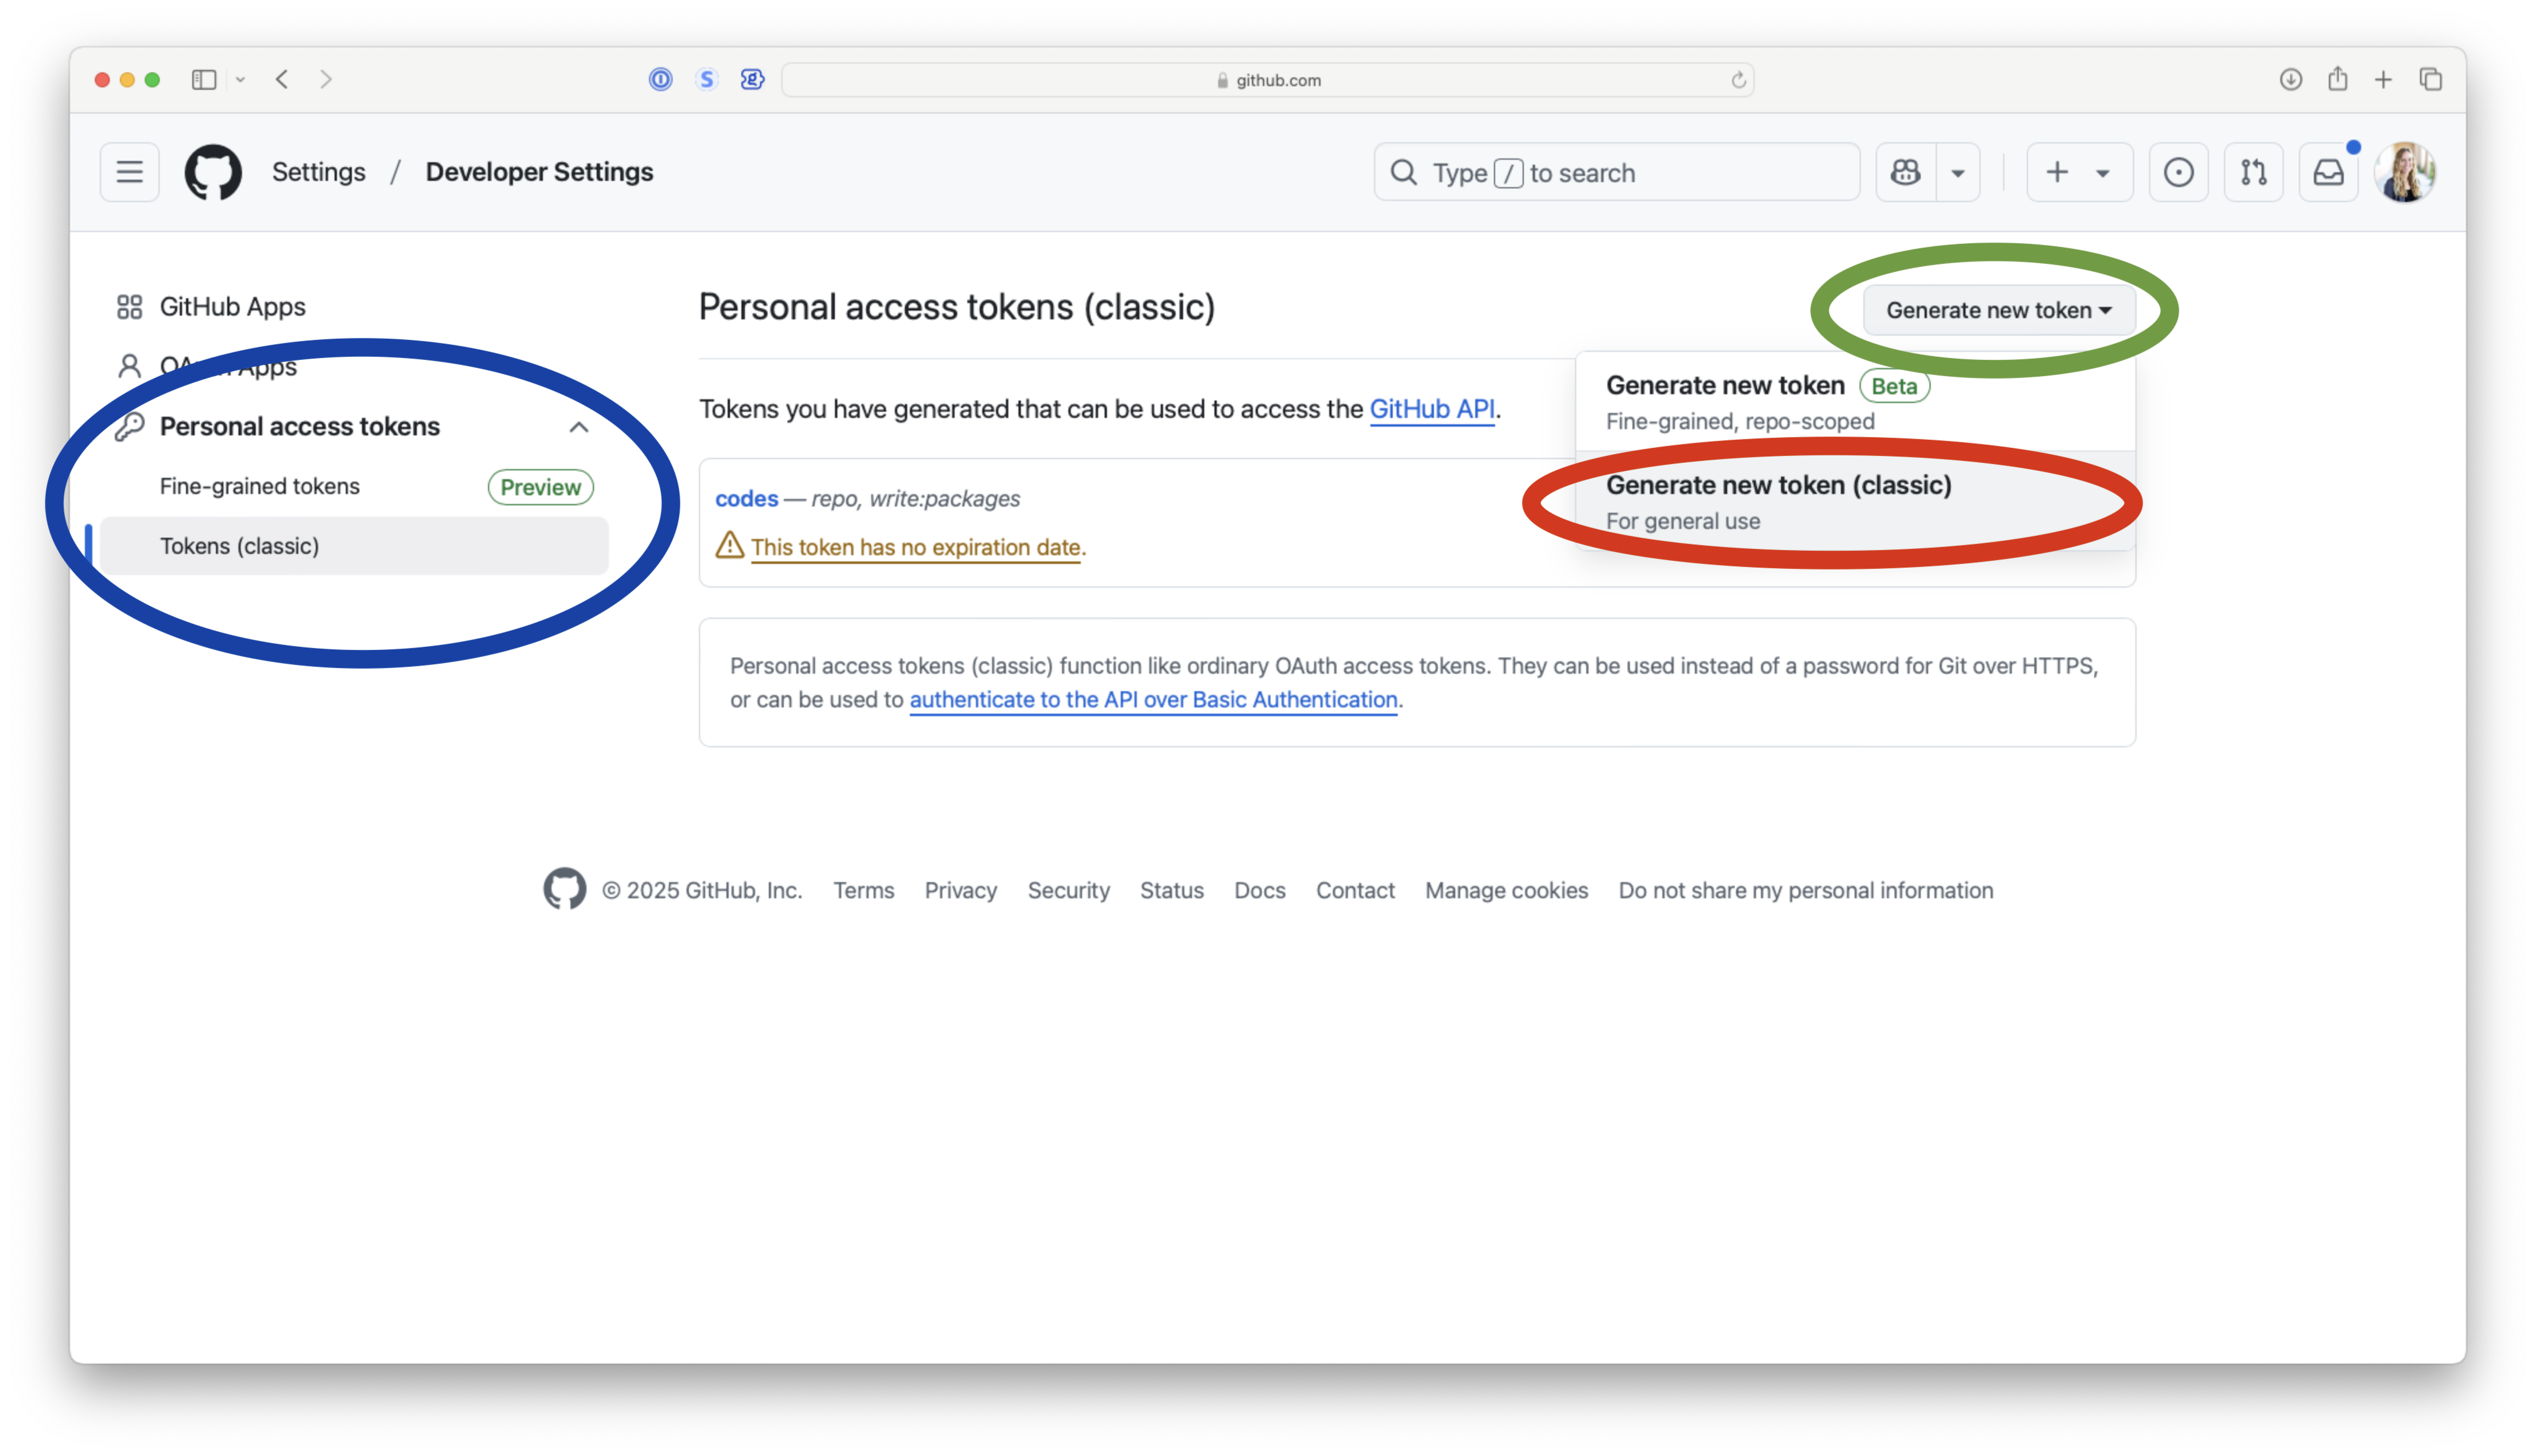 github.com
Settings / Developer Settings
Type / to search
GitHub Apps
Apps
Personal access tokens
Fine-grained tokens Preview
Tokens (classic)
Personal access tokens (classic)
Generate new token
Generate new token Beta
Fine-grained, repo-scoped
Generate new token (classic)
For general use
Tokens you have generated that can be used to access the GitHub API.
codes — repo, write:packages
This token has no expiration date.
Personal access tokens (classic) function like ordinary OAuth access tokens. They can be used instead of a password for Git over HTTPS,
or can be used to authenticate to the API over Basic Authentication.
© 2025 GitHub, Inc. Terms Privacy Security Status Docs Contact Manage cookies Do not share my personal information